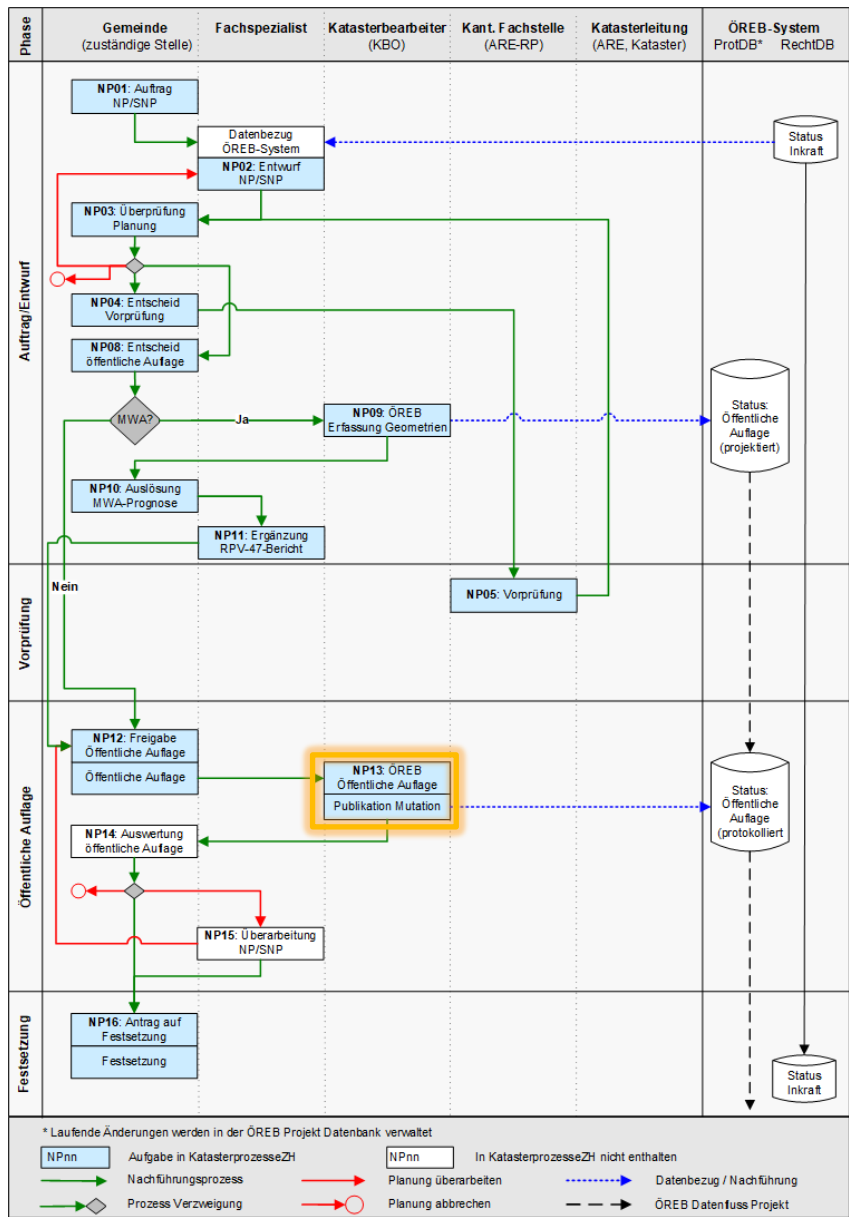 Phase
Gemeinde
(zuständige Stelle)
Fachspezialist
Katasterbearbeiter
(KBO)
Kant. Fachstelle
(ARE-RP)
Katasterleitung
(ARE, Kataster)
ÖREB-System
ProtDB* RechtDB
Auftrag/Entwurf
NP01: Auftrag
NP/SNP
Datenbezug
ÖREB-System
NP02: Entwurf
NP/SNP
Status
Inkraft
NP03: Überprüfung
Planung
NP04: Entscheid
Vorprüfung
NP08: Entscheid
öffentliche Auflage
MWA?
Ja
NP09: ÖREB
Erfassung Geometrien
Status:
Öffentliche
Auflage
(projektiert)
NP10: Auslösung
MWA-Prognose
NP11: Ergänzung
RPV-47-Bericht
Nein
Vorprüfung
NP05: Vorprüfung
Öffentliche Auflage
NP12: Freigabe
Öffentliche Auflage
Öffentliche Auflage
NP13: ÖREB
Öffentliche Auflage
Publikation Mutation
Status:
Öffentliche
Auflage
(protokolliert
NP14: Auswertung
öffentliche Auflage
NP15: Überarbeitung
NP/SNP
Festsetzung
NP16: Antrag auf
Festsetzung
Festsetzung
Status
Inkraft
* Laufende Änderungen werden in der ÖREB Projekt Datenbank verwaltet
NPnn Aufgabe in KatasterprozesseZH NPnn In KatasterprozesseZH nicht enthalten
Nachführungsprozess Planung überarbeiten Datenbezug / Nachführung
Prozess Verzweigung Planung abbrechen ÖREB Datenfluss Projekt